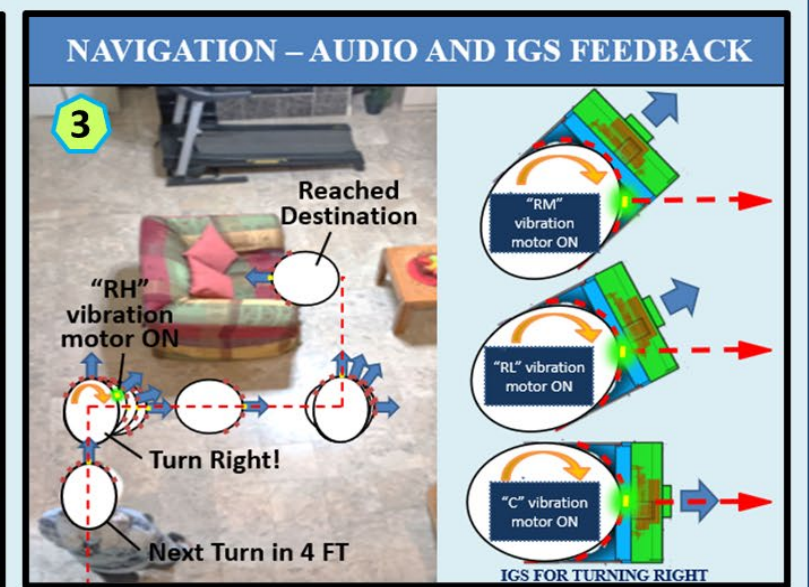 NAVIGATION – AUDIO AND IGS FEEDBACK
3
Reached
Destination
“RH”
vibration
motor ON
Turn Right!
Next Turn in 4 FT
“RM”
vibration
motor ON
“RL” vibration
motor ON
“C” vibration
motor ON
IGS FOR TURNING RIGHT